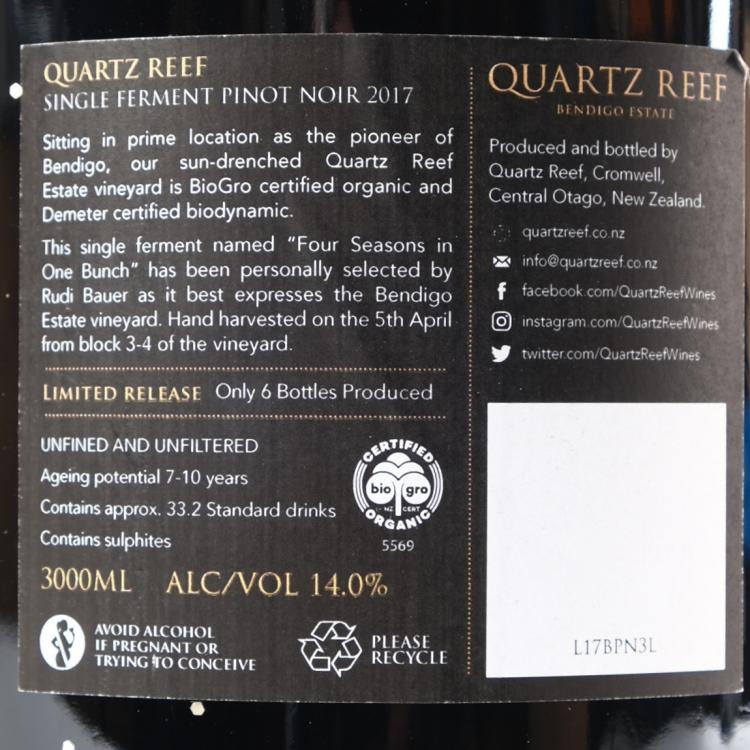 QUARTZ REEF
SINGLE FERMENT PINOT NOIR 2017
Sitting in prime location as the pioneer of
Bendigo, our sun-drenched Quartz Reef
Estate vineyard is BioGro certified organic and
Demeter certified biodynamic.
This single ferment named “Four Seasons in
One Bunch” has been personally selected by
Rudi Bauer as it best expresses the Bendigo
Estate vineyard. Hand harvested on the 5th April
from block 3-4 of the vineyard.
LIMITED RELEASE Only 6 Bottles Produced
UNFINED AND UNFILTERED
Ageing potential 7-10 years
Contains approx. 33.2 Standard drinks
Contains sulphites
CERTIFIED
bio gro
NZ CERT
ORGANIC
5569
3000ML ALC/VOL 14.0%
AVOID ALCOHOL
IF PREGNANT OR
TRYING TO CONCEIVE
PLEASE
RECYCLE
QUARTZ REEF
BENDIGO ESTATE
Produced and bottled by
Quartz Reef, Cromwell,
Central Otago, New Zealand.
quartzreef.co.nz
info@quartzreef.co.nz
facebook.com/QuartzReefWines
instagram.com/QuartzReefWines
twitter.com/QuartzReefWines
L17BPN3L